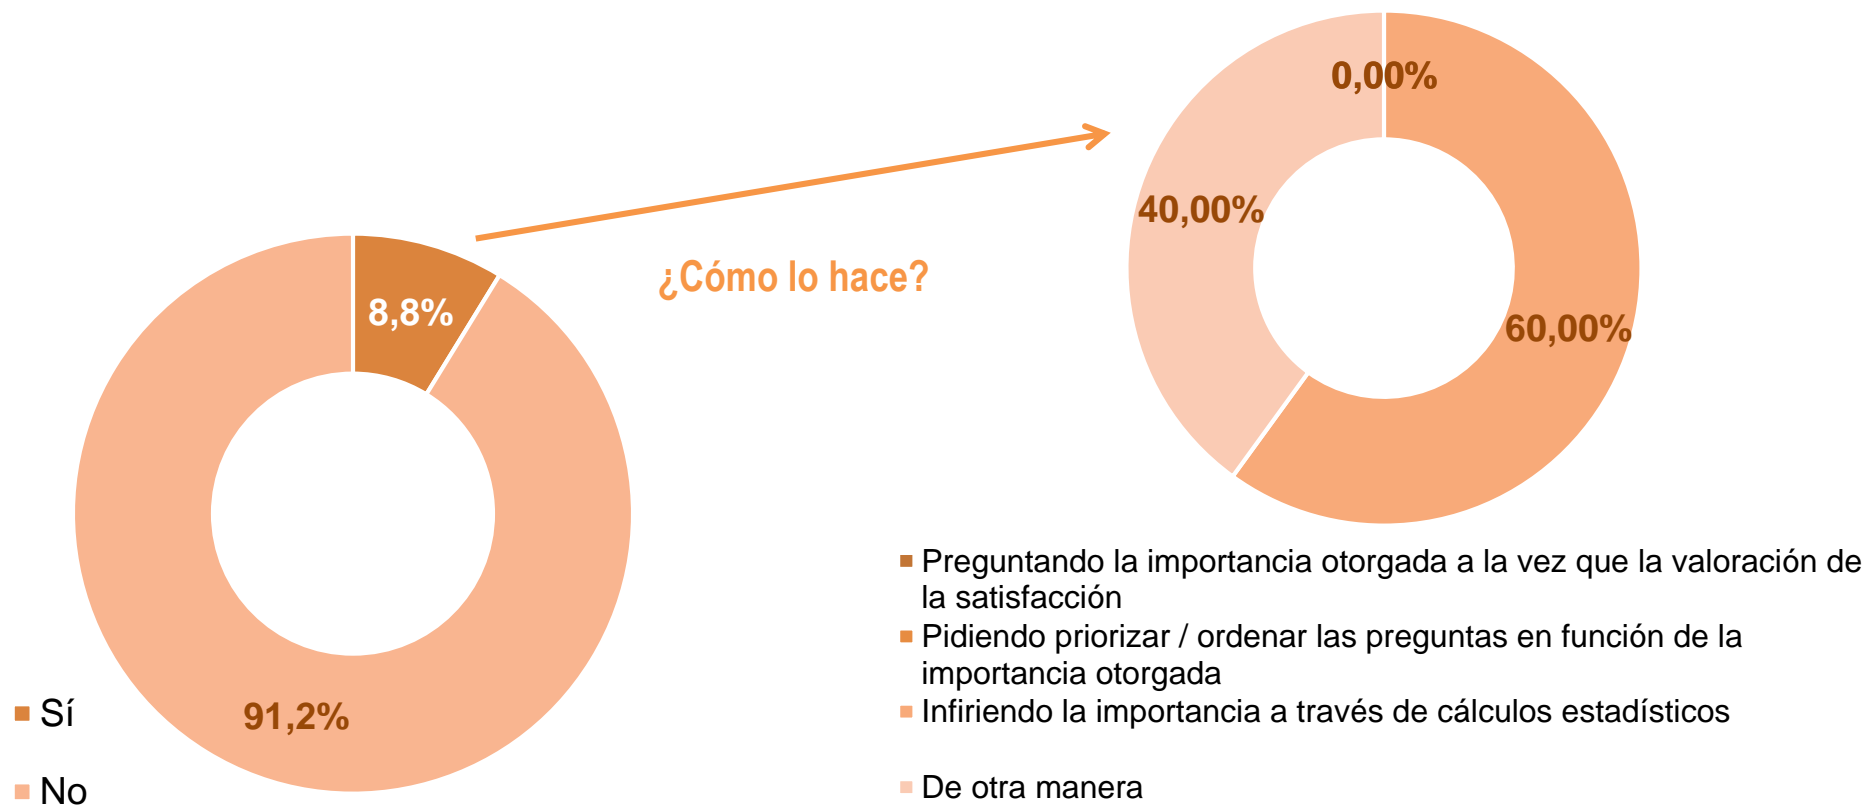 8,8%
91,2%
Sí
No
¿Cómo lo hace?
0,00%
40,00%
60,00%
Preguntando la importancia otorgada a la vez que la valoración de
la satisfacción
Pidiendo priorizar / ordenar las preguntas en función de la
importancia otorgada
Infiriendo la importancia a través de cálculos estadísticos
De otra manera